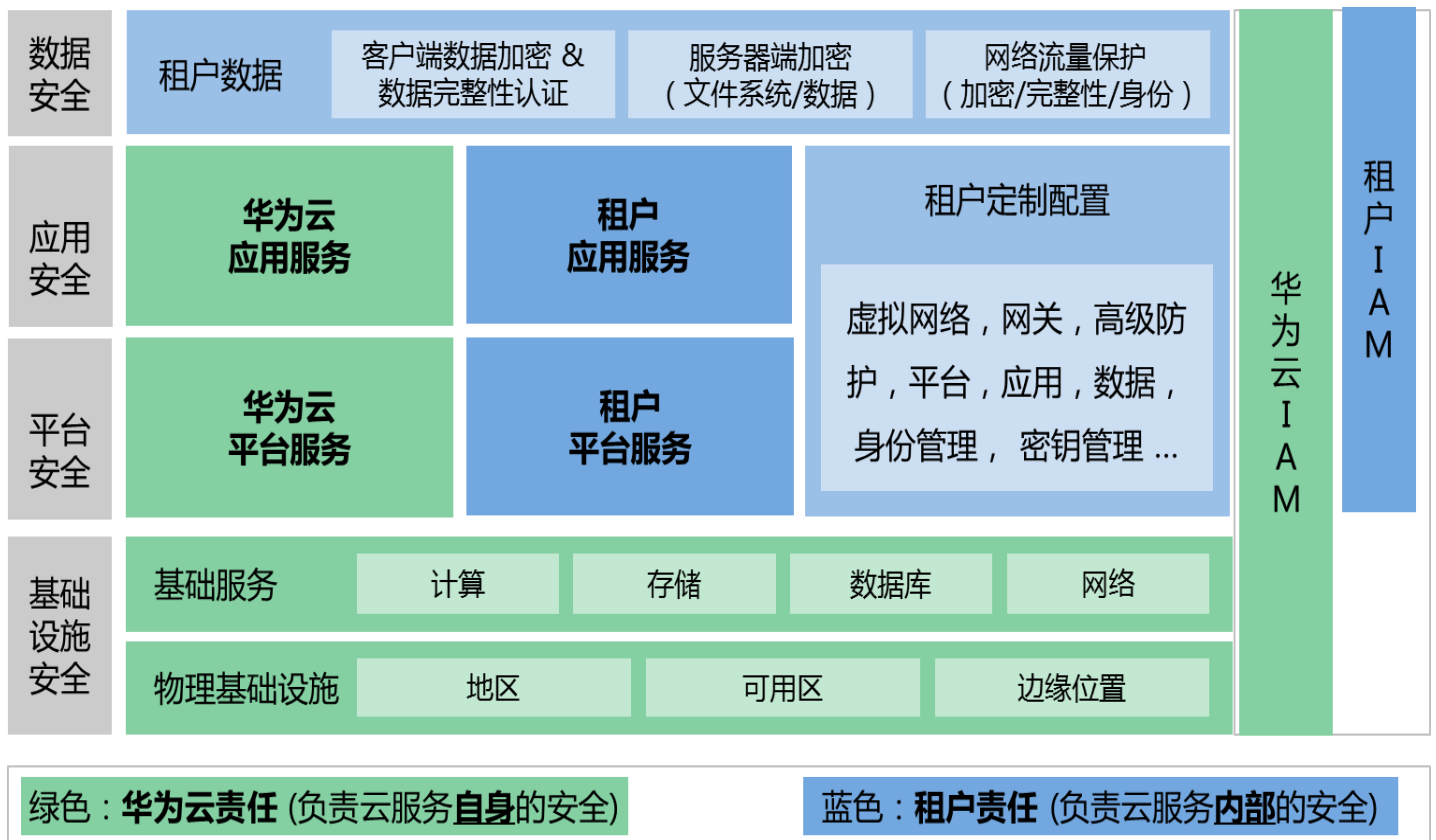 数据
安全
租户数据
客户端数据加密 &
数据完整性认证
服务器端加密
(文件系统/数据)
网络流量保护
(加密/完整性/身份)
应用
安全
华为云
应用服务
租户
应用服务
租户定制配置
虚拟网络，网关，高级防
护，平台，应用，数据，
身份管理， 密钥管理 ...
平台
安全
华为云
平台服务
租户
平台服务
基础
设施
安全
基础服务
计算
存储
数据库
网络
物理基础设施
地区
可用区
边缘位置
华
为
云
I
A
M
租
户
I
A
M
绿色：华为云责任 (负责云服务自身的安全)
蓝色：租户责任 (负责云服务内部的安全)